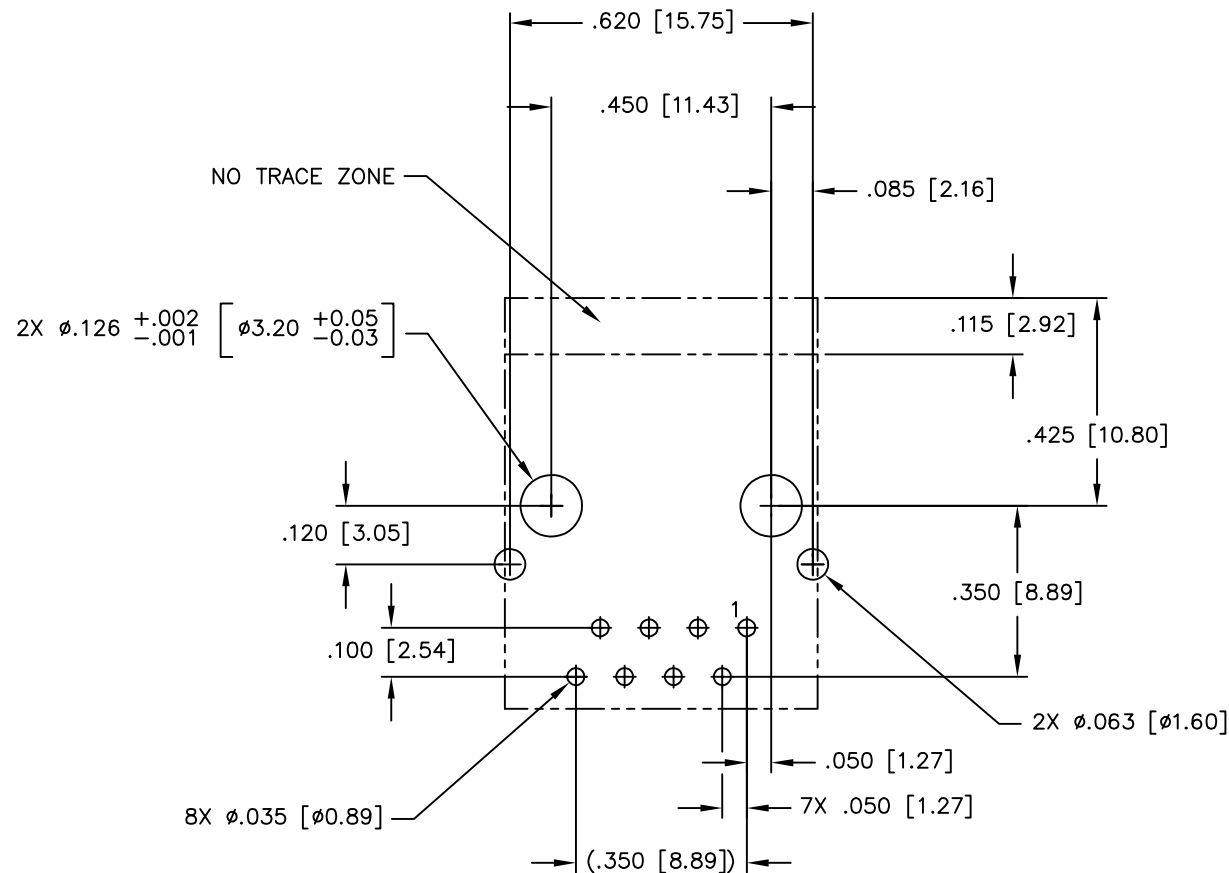 .620 [15.75]
.450 [11.43]
NO TRACE ZONE
.085 [2.16]
2X ø.126 +.002 -.001 [ø3.20 +0.05 -0.03]
.115 [2.92]
.425 [10.80]
.120 [3.05]
.350 [8.89]
1
.100 [2.54]
2X ø.063 [ø1.60]
.050 [1.27]
8X ø.035 [ø0.89]
7X .050 [1.27]
(.350 [8.89])